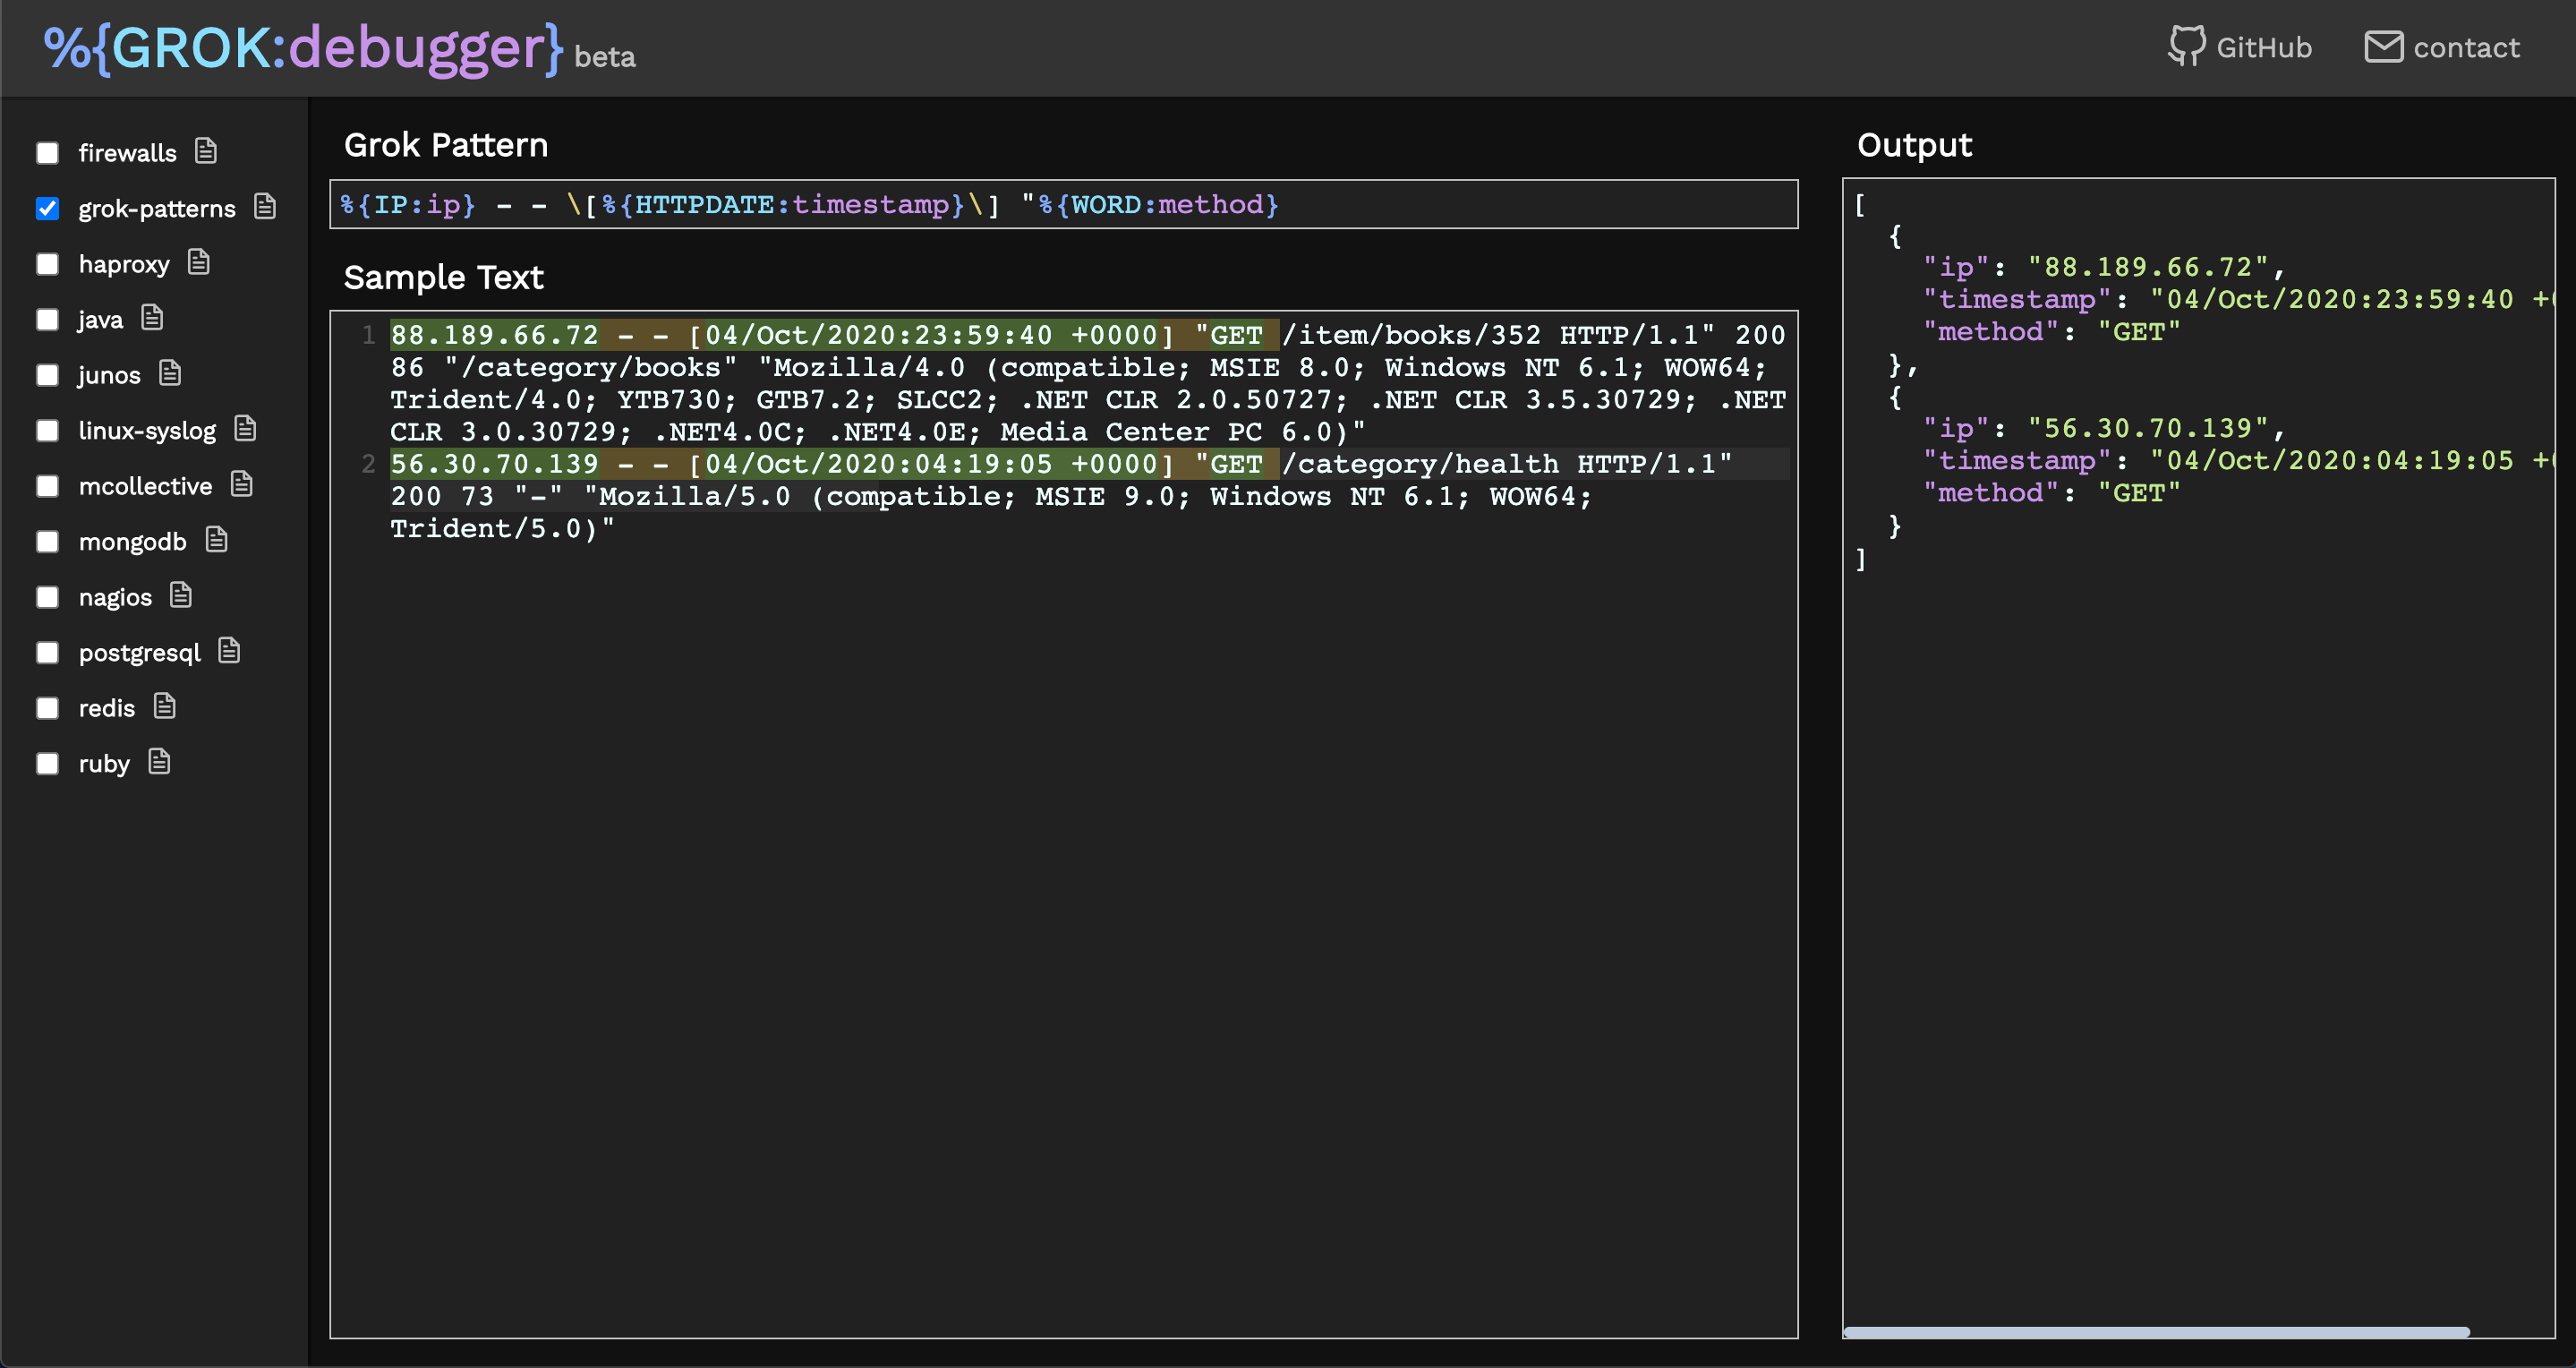 %{GROK:debugger} beta
GitHub
contact
firewalls
grok-patterns
haproxy
java
junos
linux-syslog
mcollective
mongodb
nagios
postgresql
redis
ruby
Grok Pattern
%{IP:ip} - - \[%{HTTPDATE:timestamp}\] "%{WORD:method}
Sample Text
1 88.189.66.72 - - [04/Oct/2020:23:59:40 +0000] "GET /item/books/352 HTTP/1.1" 200
86 "/category/books" "Mozilla/4.0 (compatible; MSIE 8.0; Windows NT 6.1; WOW64;
Trident/4.0; YTB730; GTB7.2; SLCC2; .NET CLR 2.0.50727; .NET CLR 3.5.30729; .NET
CLR 3.0.30729; .NET4.0C; .NET4.0E; Media Center PC 6.0)"
2 56.30.70.139 - - [04/Oct/2020:04:19:05 +0000] "GET /category/health HTTP/1.1"
200 73 "-" "Mozilla/5.0 (compatible; MSIE 9.0; Windows NT 6.1; WOW64;
Trident/5.0)"
Output
[
{
"ip": "88.189.66.72",
"timestamp": "04/Oct/2020:23:59:40 +
"method": "GET"
},
{
"ip": "56.30.70.139",
"timestamp": "04/Oct/2020:04:19:05 +
"method": "GET"
}
]